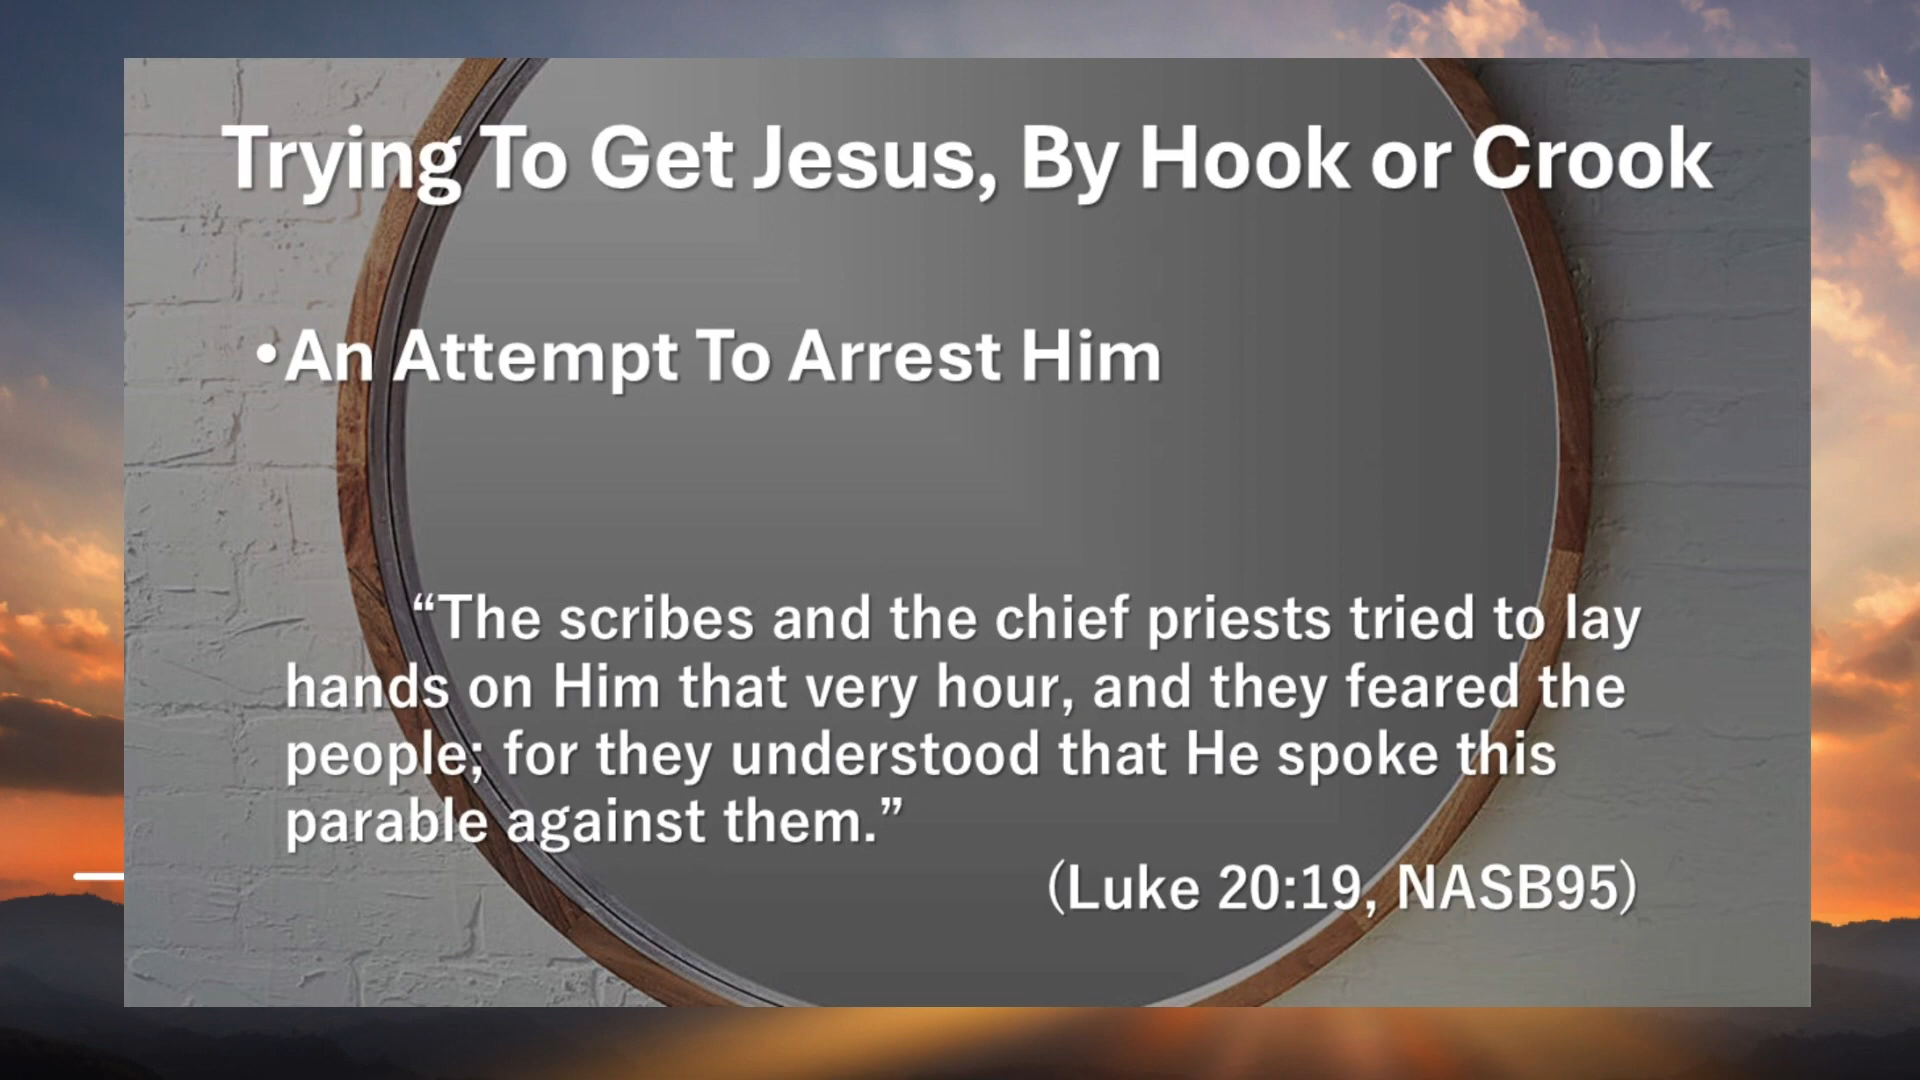 Trying To Get Jesus, By Hook or Crook
•An Attempt To Arrest Him
“The scribes and the chief priests tried to lay
hands on Him that very hour, and they feared the
people; for they understood that He spoke this
parable against them.”
(Luke 20:19, NASB95)